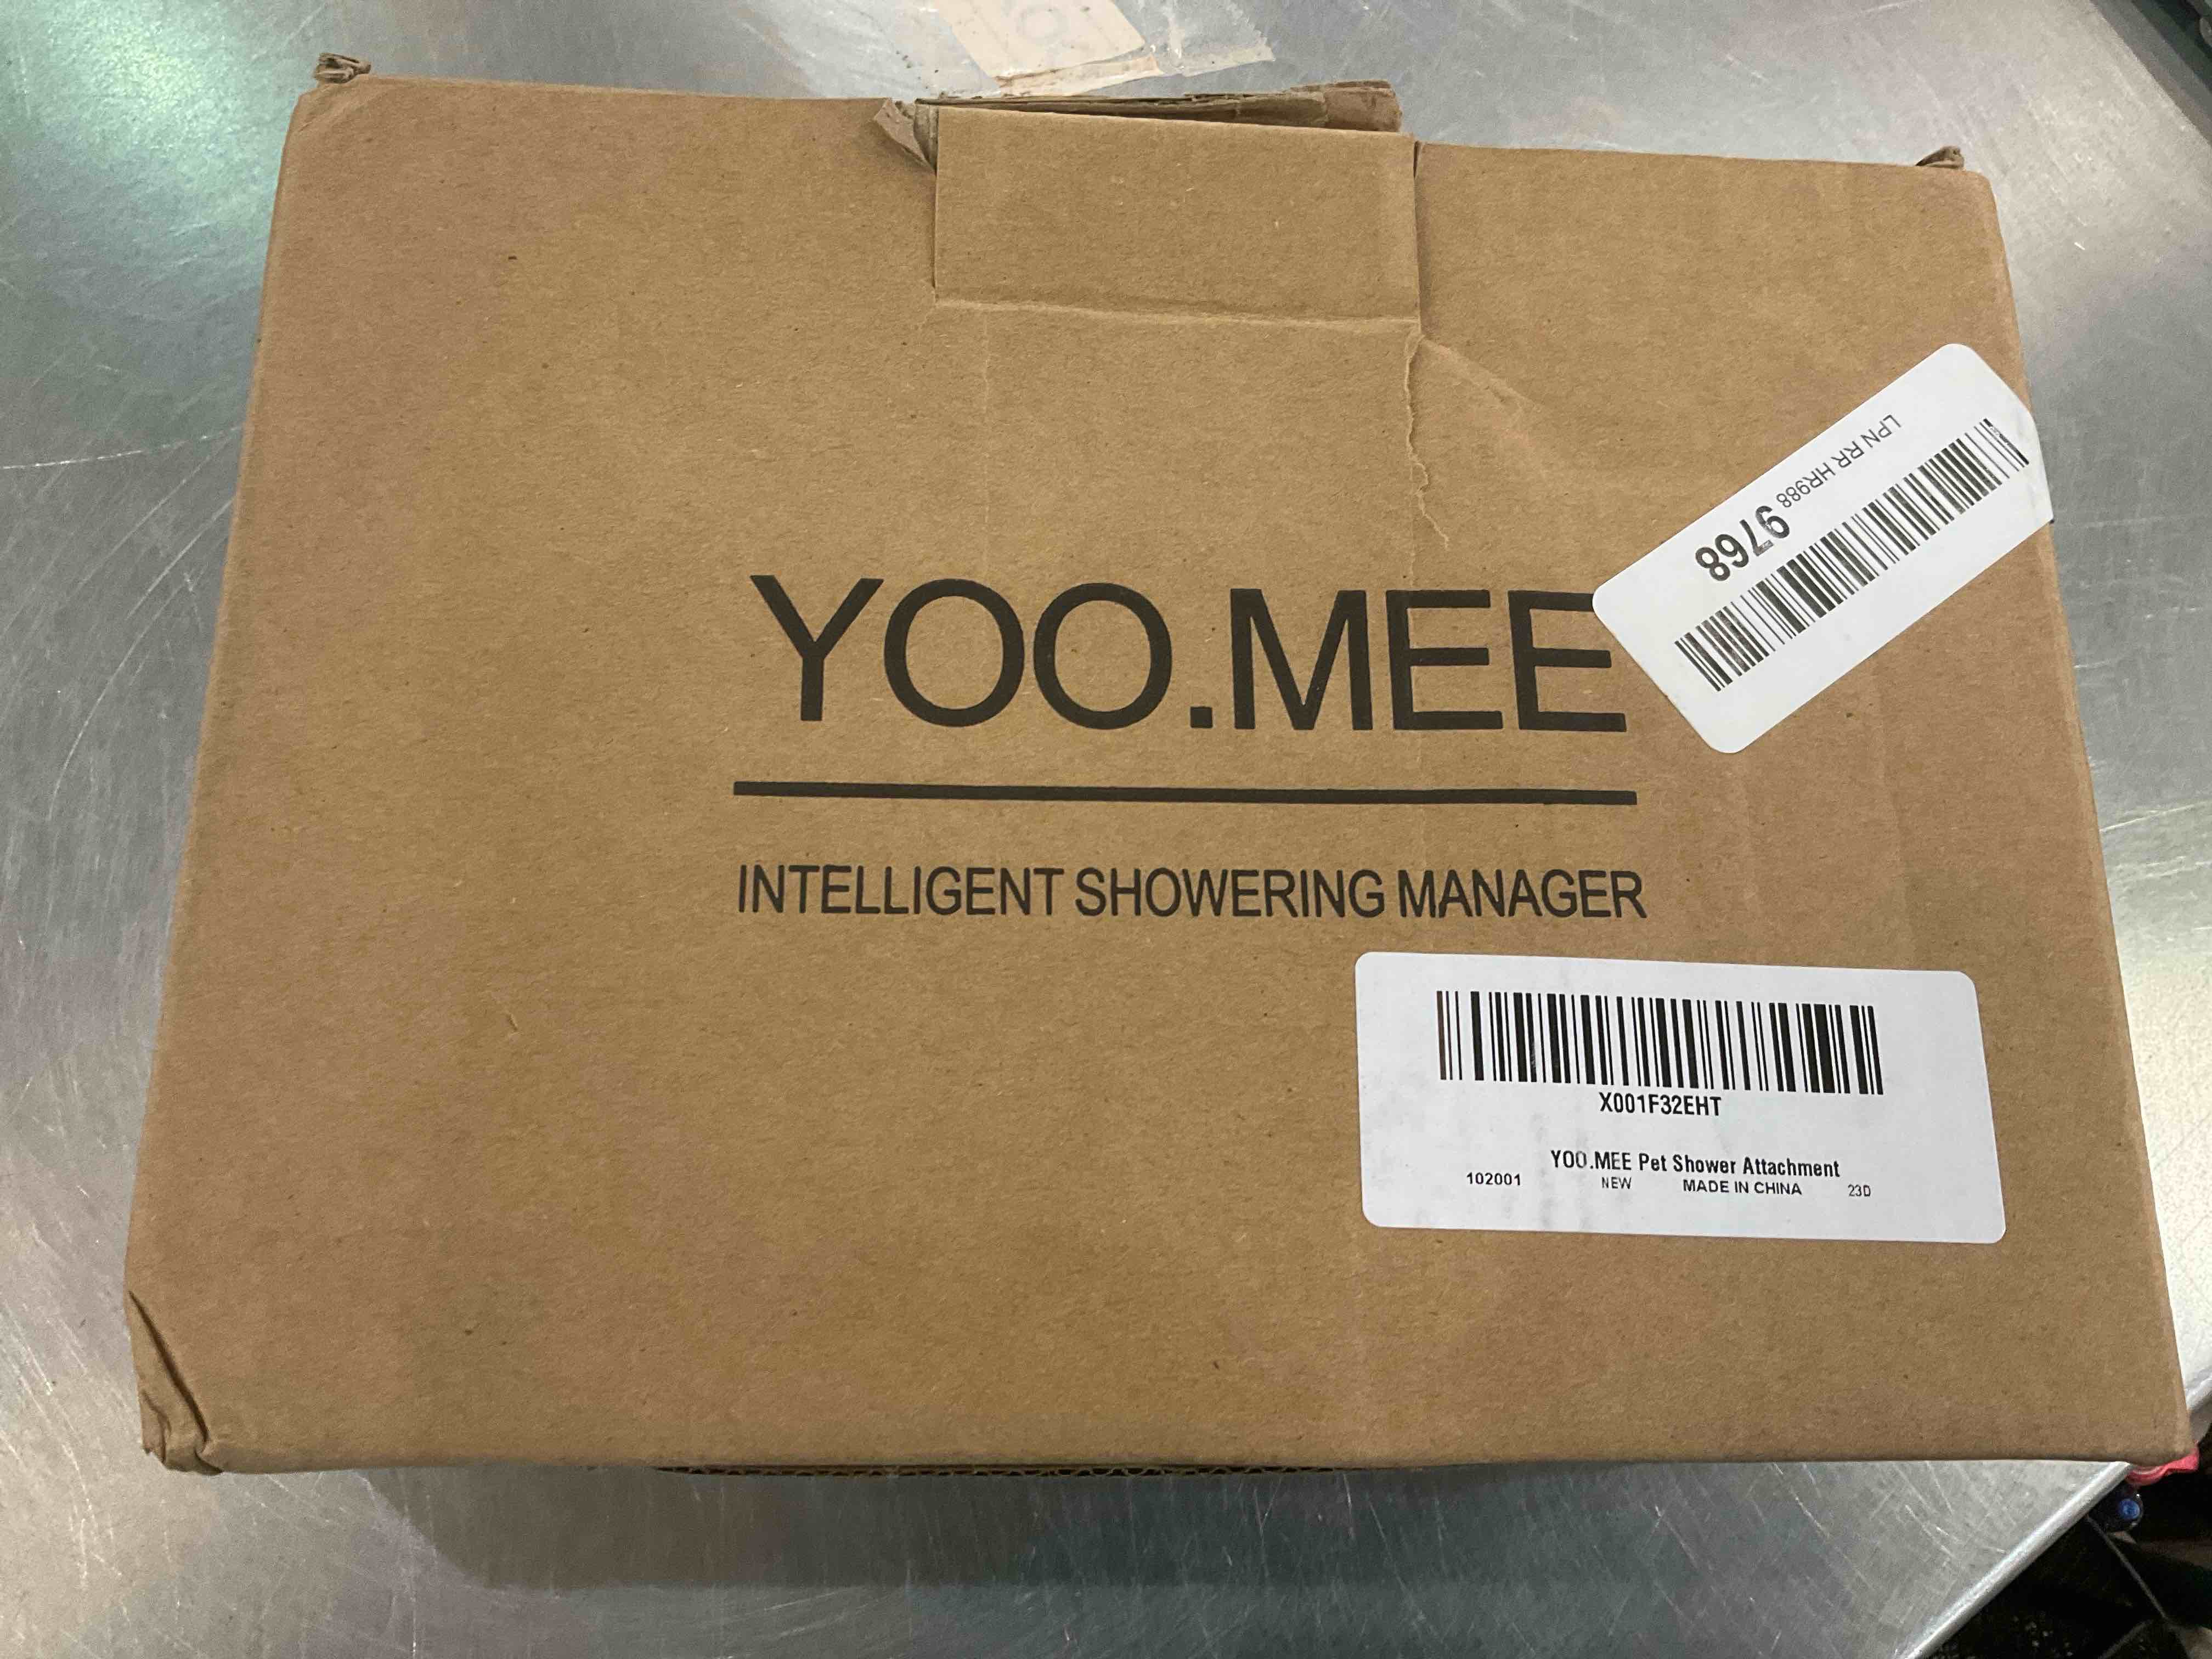 LPN RR HR988 9768
YOO.MEE
INTELLIGENT SHOWERING MANAGER
X001F32EHT
YOO.MEE Pet Shower Attachment
102001 NEW MADE IN CHINA 23D